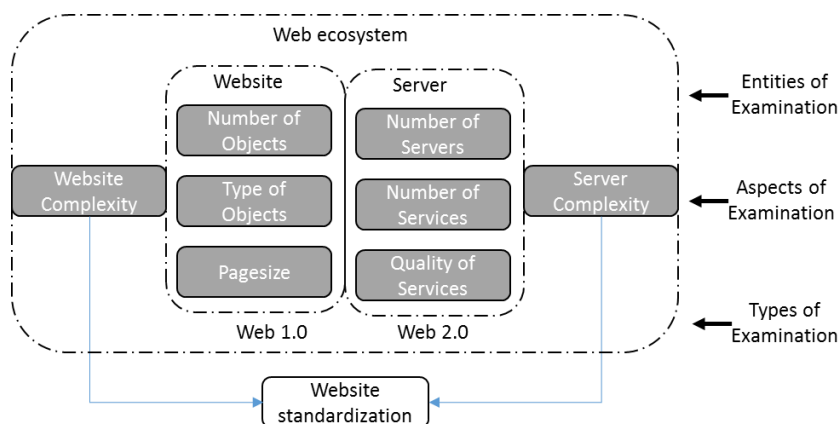 Web ecosystem
Website
Server
Entities of
Examination
Number of
Objects
Number of
Servers
Website
Complexity
Type of
Objects
Number of
Services
Server
Complexity
Aspects of
Examination
Pagesize
Quality of
Services
Types of
Examination
Web 1.0
Web 2.0
Website
standardization